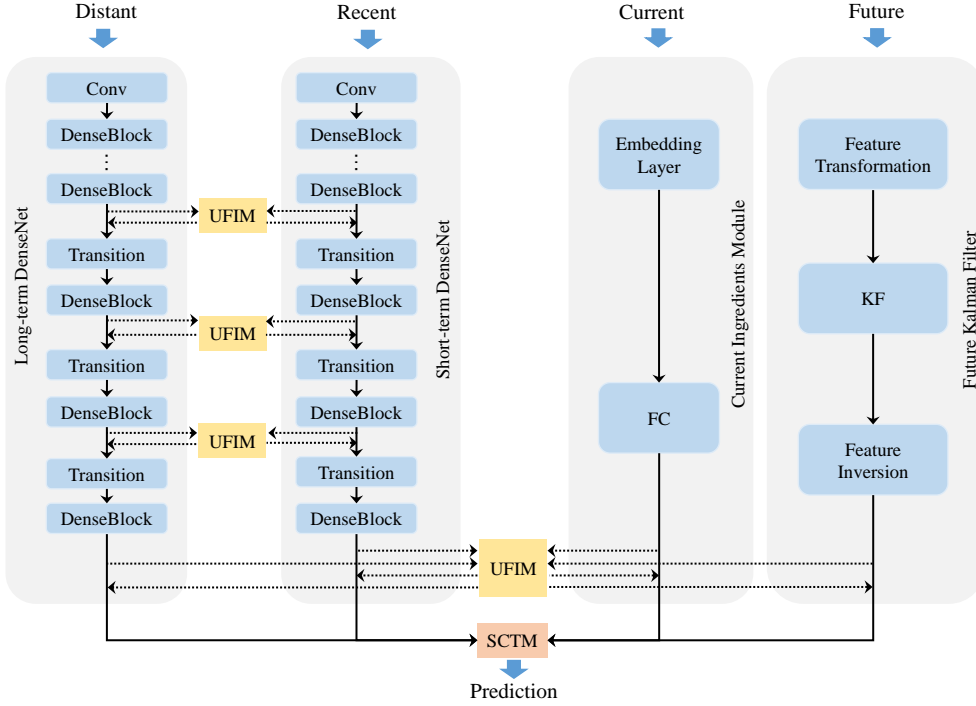 Distant
Recent
Current
Future
Conv
DenseBlock
⋮
DenseBlock
Transition
DenseBlock
Transition
DenseBlock
Transition
DenseBlock
Long-term DenseNet
UFIM
UFIM
UFIM
Conv
DenseBlock
⋮
DenseBlock
Transition
DenseBlock
Transition
DenseBlock
Transition
DenseBlock
Short-term DenseNet
Embedding
Layer
FC
Current Ingredients Module
Feature
Transformation
KF
Feature
Inversion
Future Kalman Filter
UFIM
SCTM
Prediction